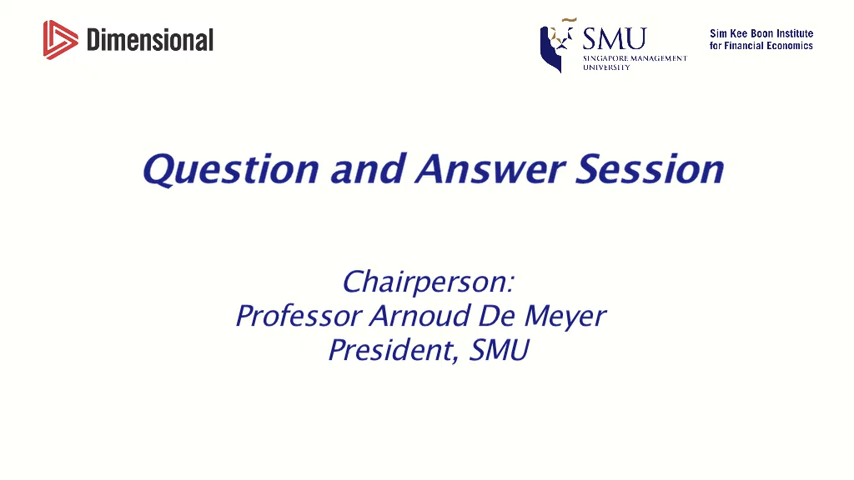 Dimensional
SMU
SINGAPORE MANAGEMENT
UNIVERSITY
Sim Kee Boon Institute
for Financial Economics
Question and Answer Session
Chairperson:
Professor Arnoud De Meyer
President, SMU